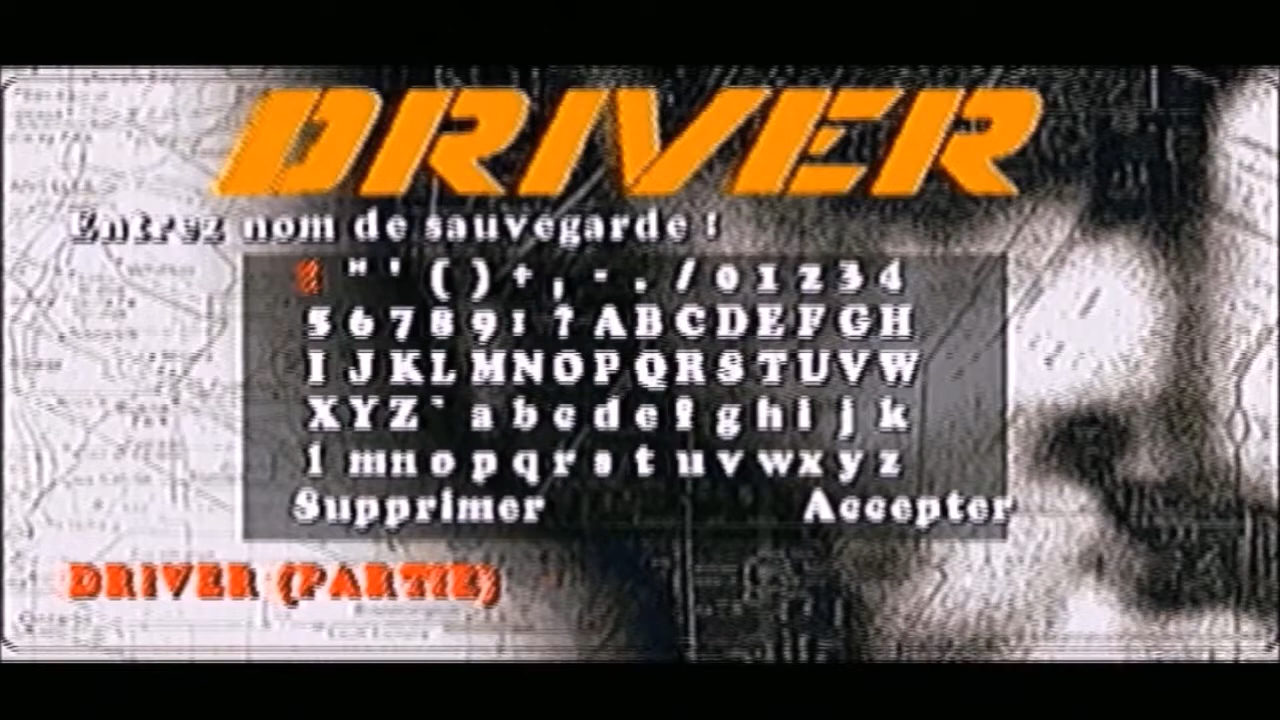 DRIVER
Entrez nom de sauvegarde :
! " ' ( ) + , - . / 0 1 2 3 4
5 6 7 8 9 : ? A B C D E F G H
I J K L M N O P Q R S T U V W
X Y Z ` a b c d e f g h i j k
l m n o p q r s t u v w x y z
Supprimer Accepter
DRIVER (PARTIE)